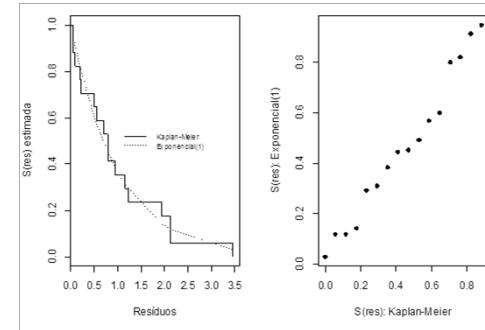 S(res) estimada
1.0
0.8
0.6
0.4
0.2
0.0
Kaplan-Meier
Exponencial(1)
0.0 0.5 1.0 1.5 2.0 2.5 3.0 3.5
Resíduos
S(res): Exponencial(1)
0.8
0.6
0.4
0.2
0.0
0.0 0.2 0.4 0.6 0.8
S(res): Kaplan-Meier